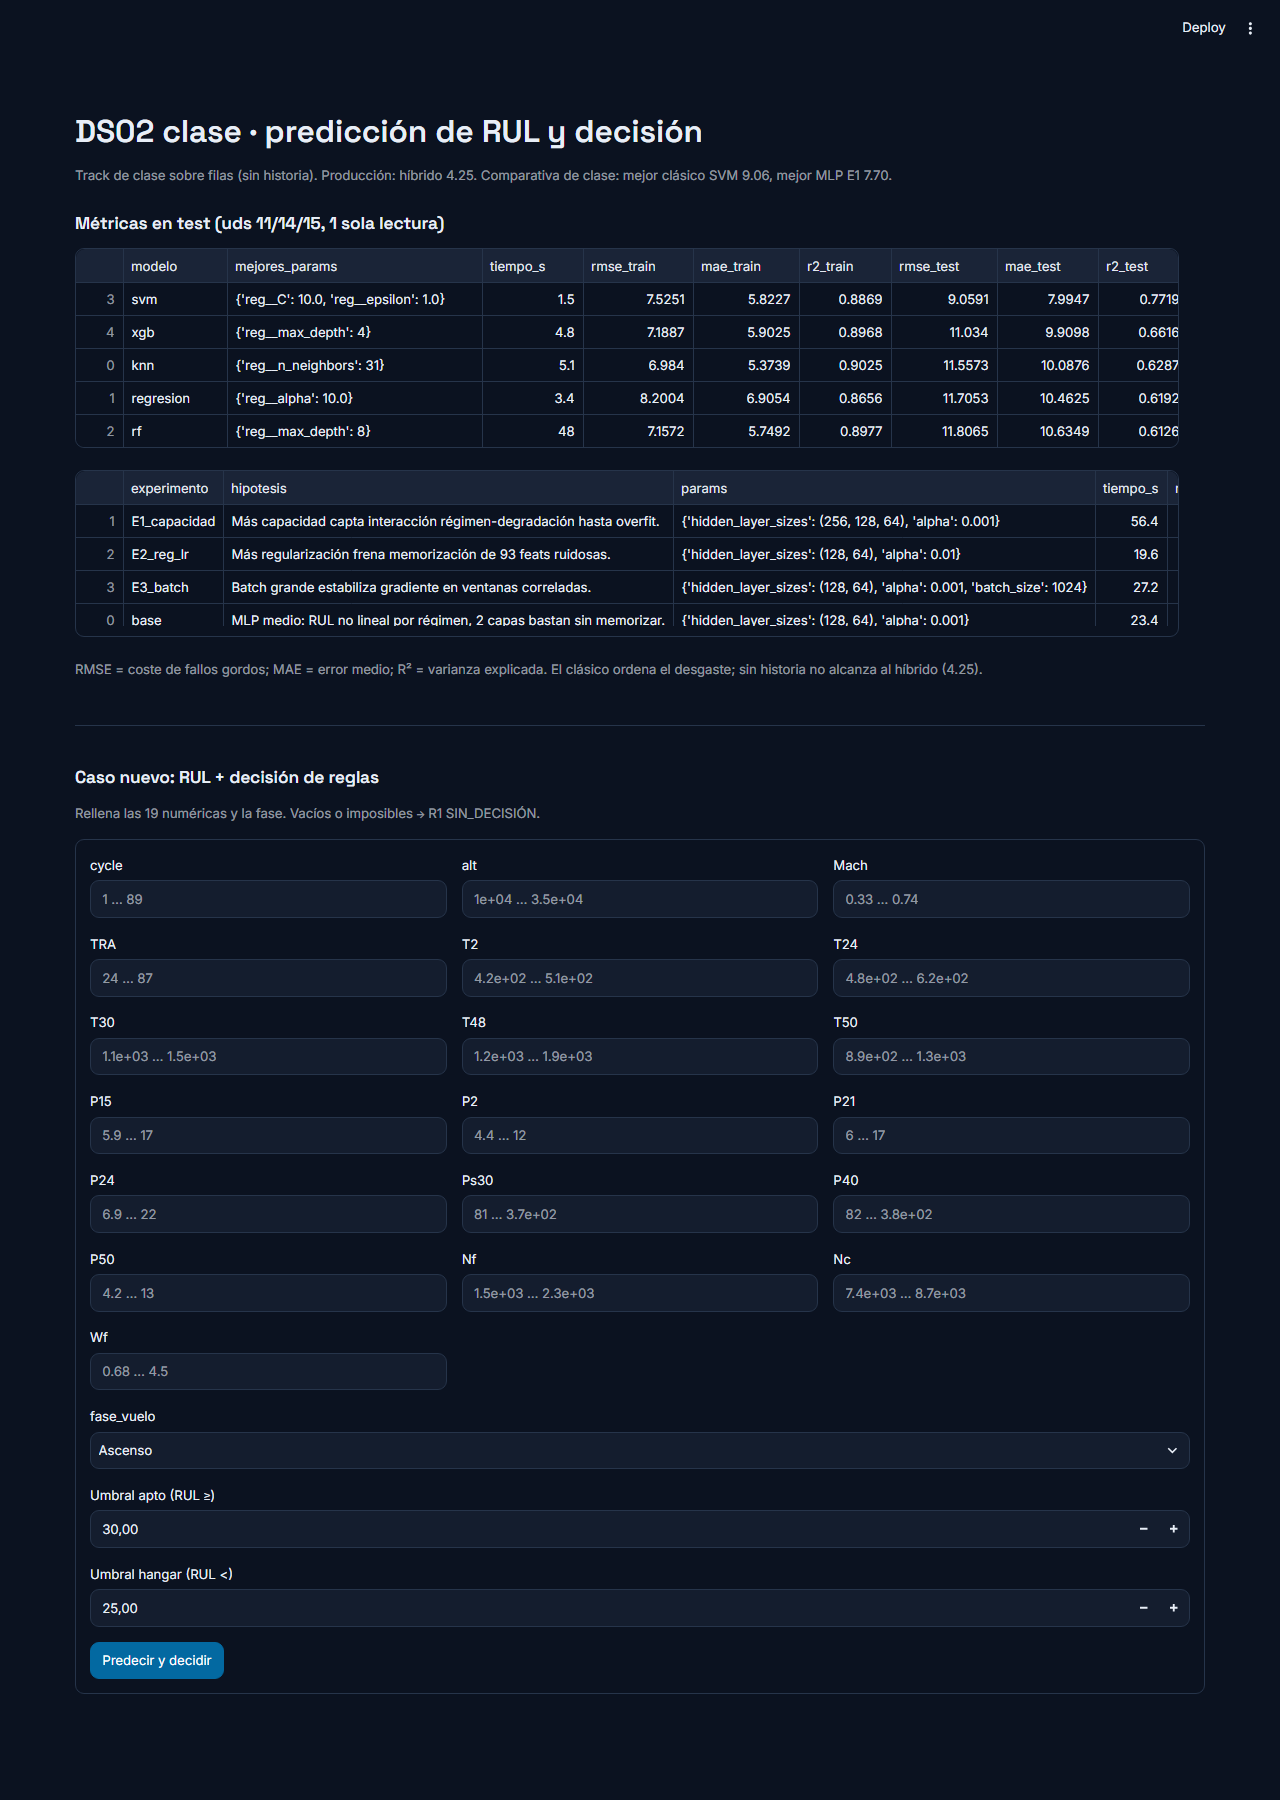 Deploy
DS02 clase · predicción de RUL y decisión
Track de clase sobre filas (sin historia). Producción: híbrido 4.25. Comparativa de clase: mejor clásico SVM 9.06, mejor MLP E1 7.70.
Métricas en test (uds 11/14/15, 1 sola lectura)
modelo mejores_params tiempo_s rmse_train mae_train r2_train rmse_test mae_test r2_test
3 svm {'reg__C': 10.0, 'reg__epsilon': 1.0} 1.5 7.5251 5.8227 0.8869 9.0591 7.9947 0.7719
4 xgb {'reg__max_depth': 4} 4.8 7.1887 5.9025 0.8968 11.034 9.9098 0.6616
0 knn {'reg__n_neighbors': 31} 5.1 6.984 5.3739 0.9025 11.5573 10.0876 0.6287
1 regresion {'reg__alpha': 10.0} 3.4 8.2004 6.9054 0.8656 11.7053 10.4625 0.6192
2 rf {'reg__max_depth': 8} 48 7.1572 5.7492 0.8977 11.8065 10.6349 0.6126
experimento hipotesis params tiempo_s
1 E1_capacidad Más capacidad capta interacción régimen-degradación hasta overfit. {'hidden_layer_sizes': (256, 128, 64), 'alpha': 0.001} 56.4
2 E2_reg_lr Más regularización frena memorización de 93 feats ruidosas. {'hidden_layer_sizes': (128, 64), 'alpha': 0.01} 19.6
3 E3_batch Batch grande estabiliza gradiente en ventanas correladas. {'hidden_layer_sizes': (128, 64), 'alpha': 0.001, 'batch_size': 1024} 27.2
0 base MLP medio: RUL no lineal por régimen, 2 capas bastan sin memorizar. {'hidden_layer_sizes': (128, 64), 'alpha': 0.001} 23.4
RMSE = coste de fallos gordos; MAE = error medio; R² = varianza explicada. El clásico ordena el desgaste; sin historia no alcanza al híbrido (4.25).
Caso nuevo: RUL + decisión de reglas
Rellena las 19 numéricas y la fase. Vacíos o imposibles → R1 SIN_DECISIÓN.
cycle alt Mach
1 ... 89 1e+04 ... 3.5e+04 0.33 ... 0.74
TRA T2 T24
24 ... 87 4.2e+02 ... 5.1e+02 4.8e+02 ... 6.2e+02
T30 T48 T50
1.1e+03 ... 1.5e+03 1.2e+03 ... 1.9e+03 8.9e+02 ... 1.3e+03
P15 P2 P21
5.9 ... 17 4.4 ... 12 6 ... 17
P24 Ps30 P40
6.9 ... 22 81 ... 3.7e+02 82 ... 3.8e+02
P50 Nf Nc
4.2 ... 13 1.5e+03 ... 2.3e+03 7.4e+03 ... 8.7e+03
Wf
0.68 ... 4.5
fase_vuelo
Ascenso
Umbral apto (RUL ≥)
30,00
Umbral hangar (RUL <)
25,00
Predecir y decidir